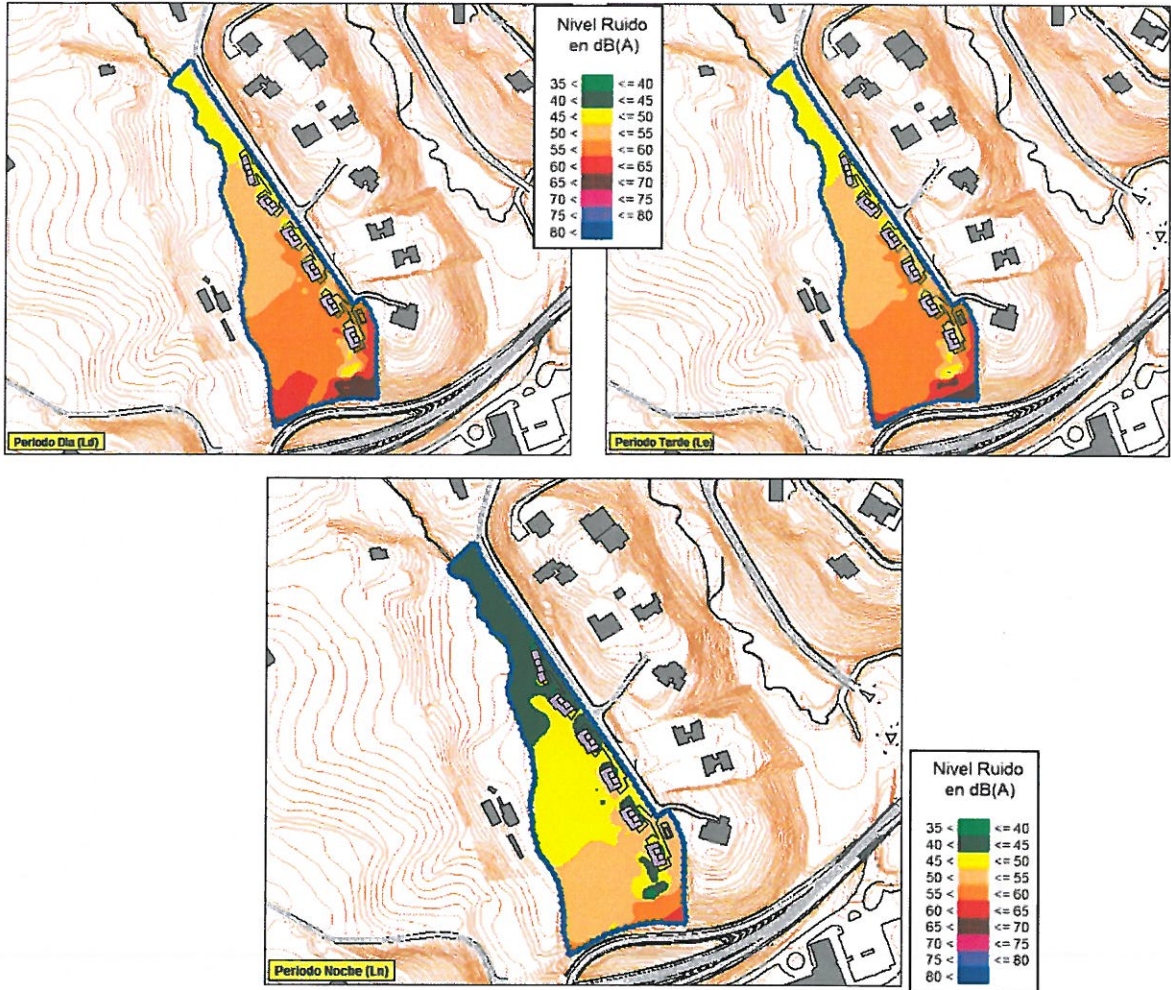 Nivel Ruido
en dB(A)
35 < <= 40
40 < <= 45
45 < <= 50
50 < <= 55
55 < <= 60
60 < <= 65
65 < <= 70
70 < <= 75
75 < <= 80
80 <
Periodo Dia (Ld)
Periodo Tarde (Le)
Nivel Ruido
en dB(A)
35 < <= 40
40 < <= 45
45 < <= 50
50 < <= 55
55 < <= 60
60 < <= 65
65 < <= 70
70 < <= 75
75 < <= 80
80 <
Periodo Noche (Ln)